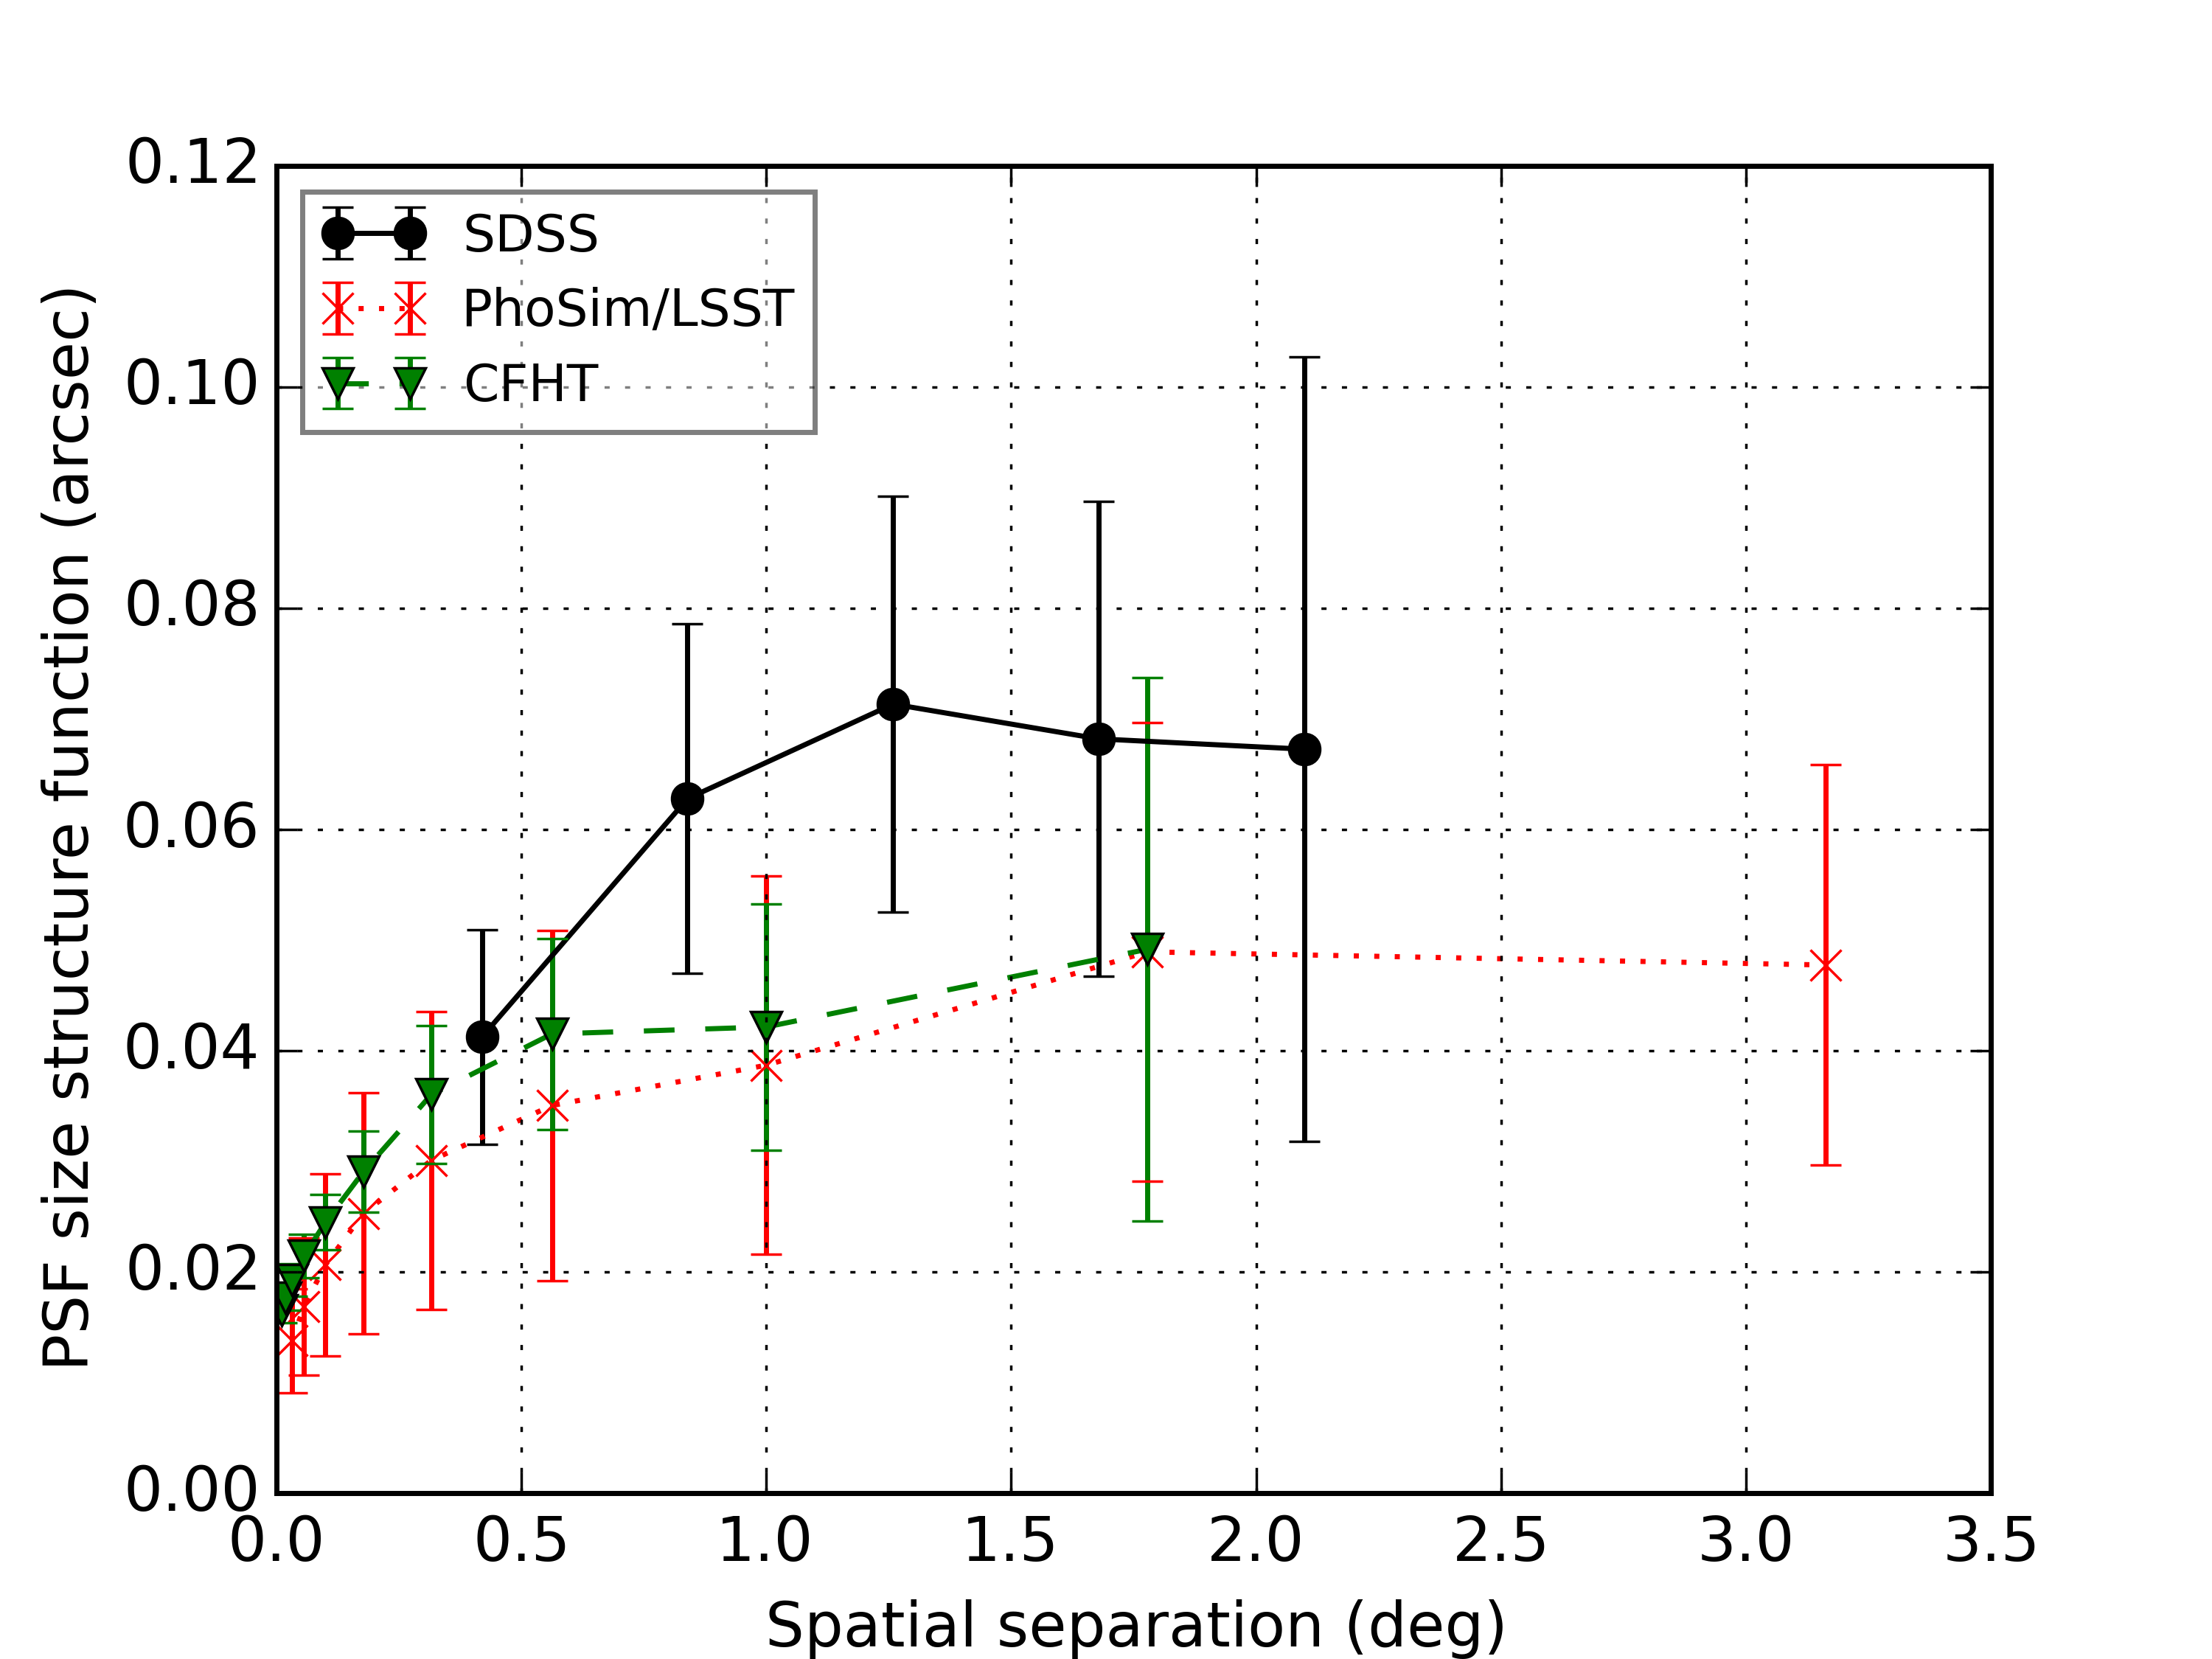 0.12
0.10
0.08
0.06
0.04
0.02
0.00
PSF size structure function (arcsec)
SDSS
PhoSim/LSST
CFHT
0.0 0.5 1.0 1.5 2.0 2.5 3.0 3.5
Spatial separation (deg)